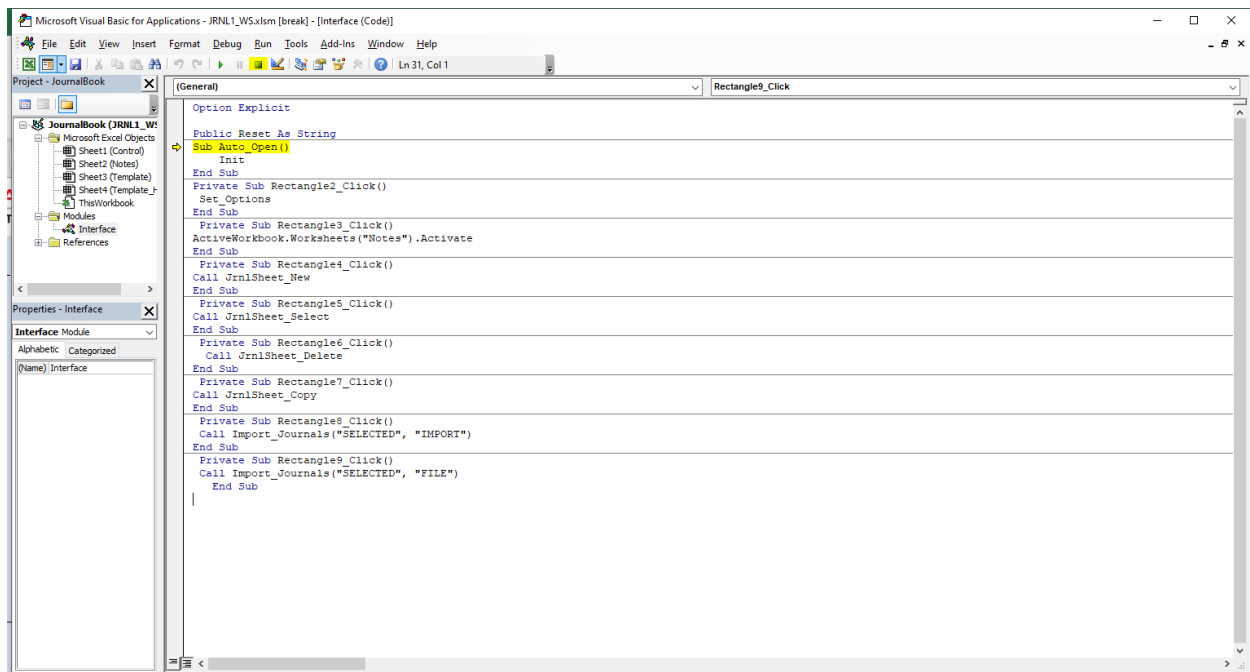 Microsoft Visual Basic for Applications - JRNL1_WS.xlsm [break] - [Interface (Code)]
File Edit View Insert Format Debug Run Tools Add-Ins Window Help
Ln 31, Col 1
Project - JournalBook
(General)
Rectangle9_Click
JournalBook (JRNL1_WS
Microsoft Excel Objects
Sheet1 (Control)
Sheet2 (Notes)
Sheet3 (Template)
Sheet4 (Template_H
ThisWorkbook
Modules
Interface
References
Properties - Interface
Interface Module
Alphabetic Categorized
(Name) Interface
Option Explicit
Public Reset As String
Sub Auto_Open()
Init
End Sub
Private Sub Rectangle2_Click()
Set_Options
End Sub
Private Sub Rectangle3_Click()
ActiveWorkbook.Worksheets("Notes").Activate
End Sub
Private Sub Rectangle4_Click()
Call JrnlSheet_New
End Sub
Private Sub Rectangle5_Click()
Call JrnlSheet_Select
End Sub
Private Sub Rectangle6_Click()
Call JrnlSheet_Delete
End Sub
Private Sub Rectangle7_Click()
Call JrnlSheet_Copy
End Sub
Private Sub Rectangle8_Click()
Call Import_Journals("SELECTED", "IMPORT")
End Sub
Private Sub Rectangle9_Click()
Call Import_Journals("SELECTED", "FILE")
End Sub